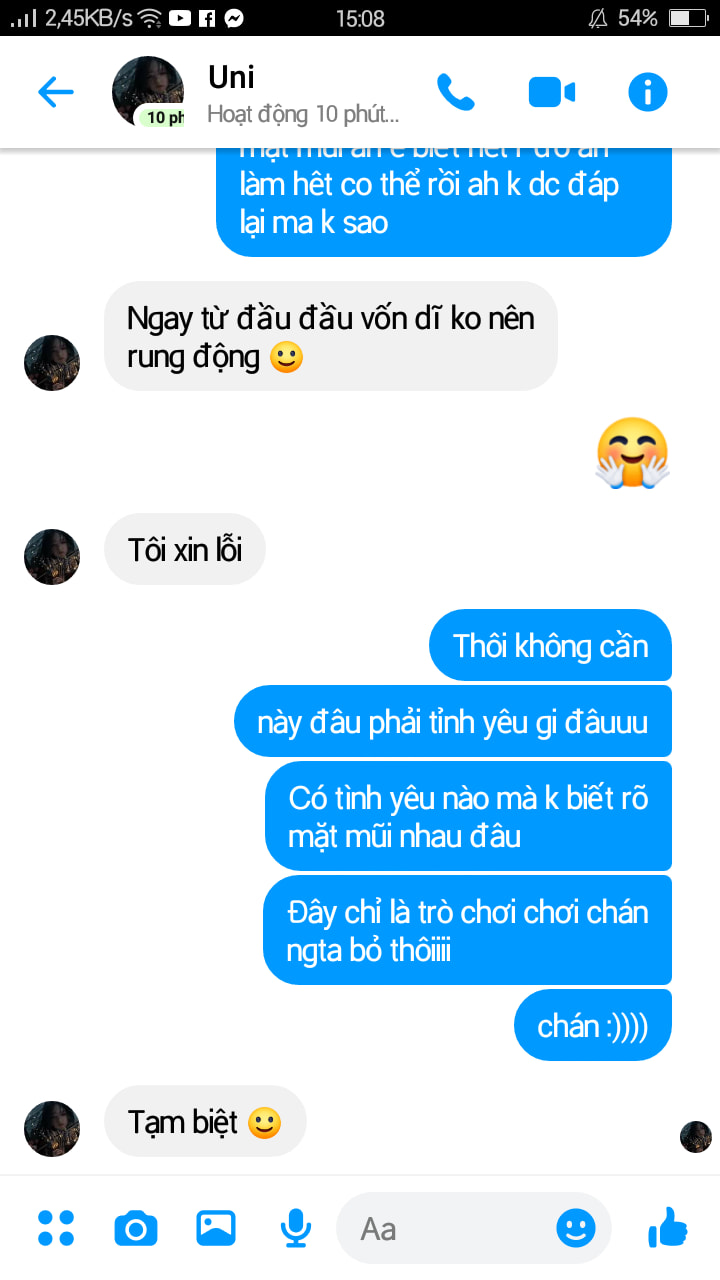 2,45KB/s
15:08
54%
Uni
10 ph
Hoạt động 10 phút...
làm hêt co thể rồi ah k dc đáp
lại ma k sao
Ngay từ đầu đầu vốn dĩ ko nên
rung động 🙂
🤗
Tôi xin lỗi
Thôi không cần
này đâu phải tỉnh yêu gi đâuuu
Có tình yêu nào mà k biết rõ
mặt mũi nhau đâu
Đây chỉ là trò chơi chơi chán
ngta bỏ thôiiii
chán :))))
Tạm biệt 🙂
Aa